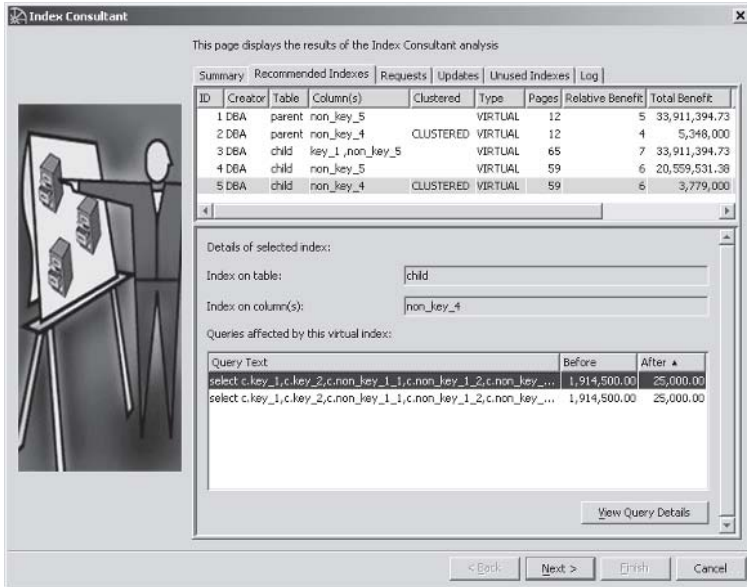 Index Consultant
This page displays the results of the Index Consultant analysis
Summary Recommended Indexes Requests Updates Unused Indexes Log
ID Creator Table Column(s) Clustered Type Pages Relative Benefit Total Benefit
1 DBA parent non_key_5 VIRTUAL 12 5 33,911,394.73
2 DBA parent non_key_4 CLUSTERED VIRTUAL 12 4 5,348,000
3 DBA child key_1 ,non_key_5 VIRTUAL 65 7 33,911,394.73
4 DBA child non_key_5 VIRTUAL 59 6 20,559,531.38
5 DBA child non_key_4 CLUSTERED VIRTUAL 59 6 3,779,000
Details of selected index:
Index on table: child
Index on column(s): non_key_4
Queries affected by this virtual index:
Query Text Before After
select c.key_1,c.key_2,c.non_key_1_1,c.non_key_1_2,c.non_key_... 1,914,500.00 25,000.00
select c.key_1,c.key_2,c.non_key_1_1,c.non_key_1_2,c.non_key_... 1,914,500.00 25,000.00
View Query Details
< Back Next > Finish Cancel